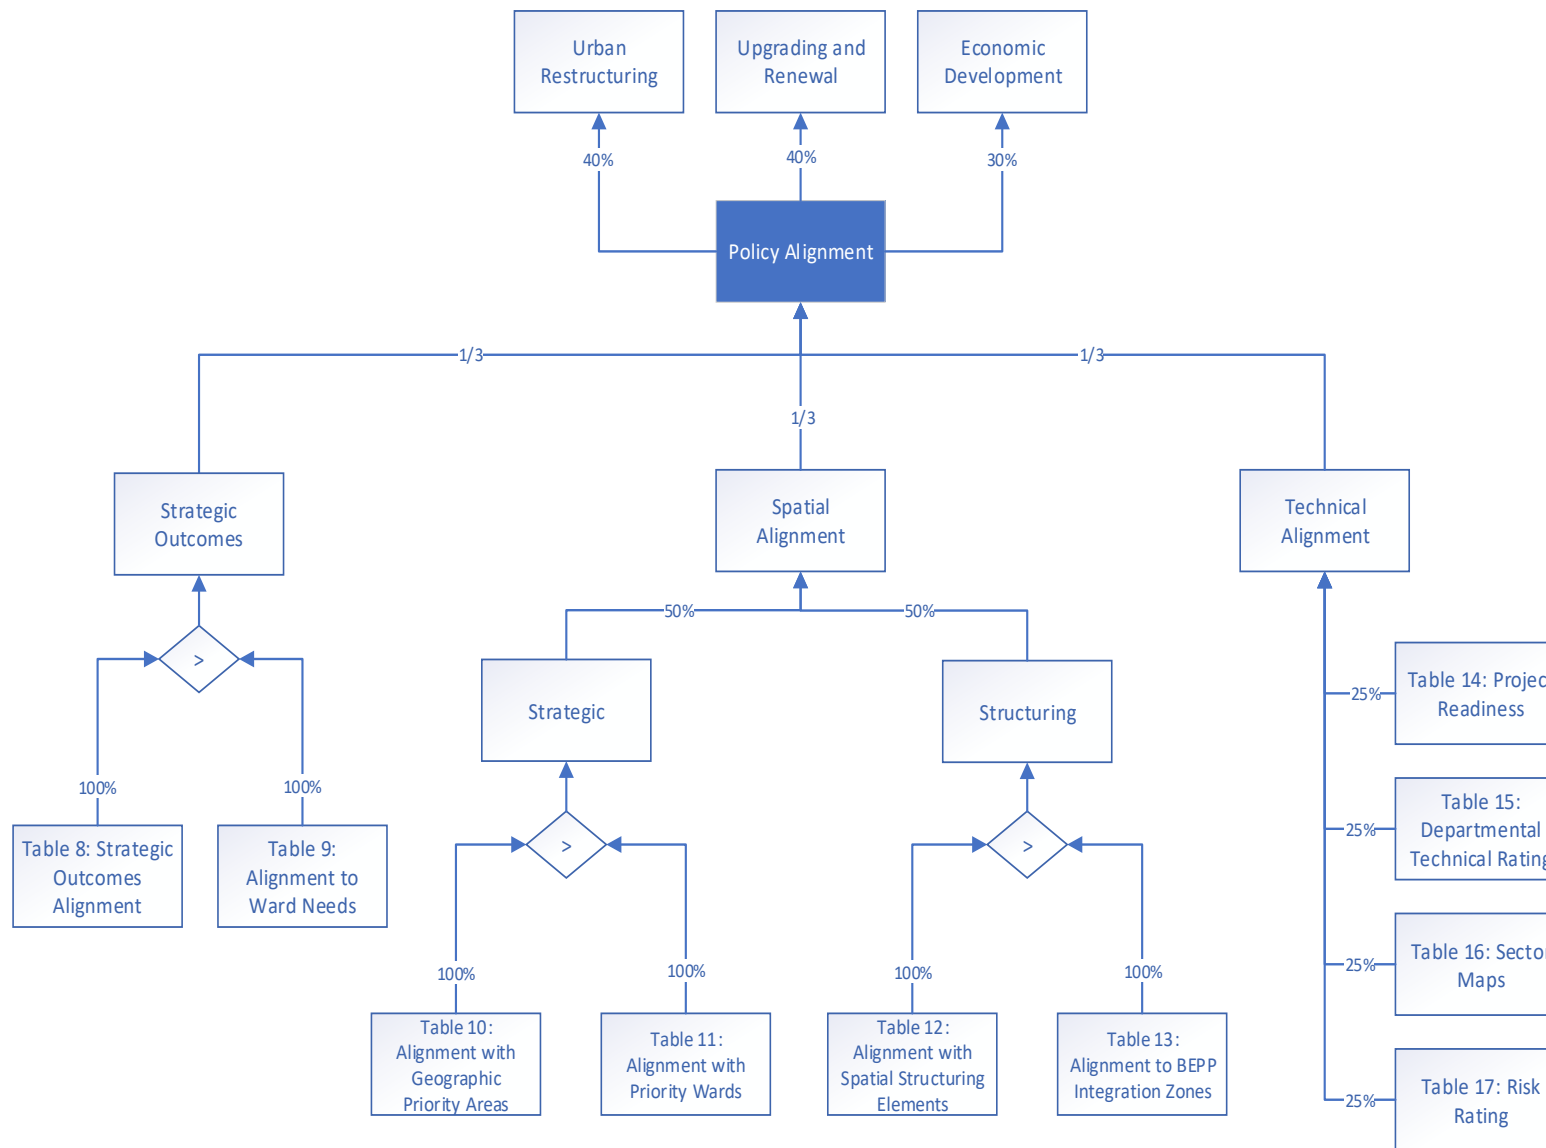 Urban
Restructuring
Upgrading and
Renewal
Economic
Development
40%
40%
30%
Policy Alignment
1/3
1/3
1/3
Strategic
Outcomes
Spatial
Alignment
Technical
Alignment
>
50%
50%
Strategic
Structuring
100%
100%
Table 8: Strategic
Outcomes
Alignment
Table 9:
Alignment to
Ward Needs
>
>
100%
100%
100%
100%
Table 10:
Alignment with
Geographic
Priority Areas
Table 11:
Alignment with
Priority Wards
Table 12:
Alignment with
Spatial Structuring
Elements
Table 13:
Alignment to BEPP
Integration Zones
25%
Table 14: Projec
Readiness
25%
Table 15:
Departmental
Technical Rating
25%
Table 16: Secto
Maps
25%
Table 17: Risk
Rating